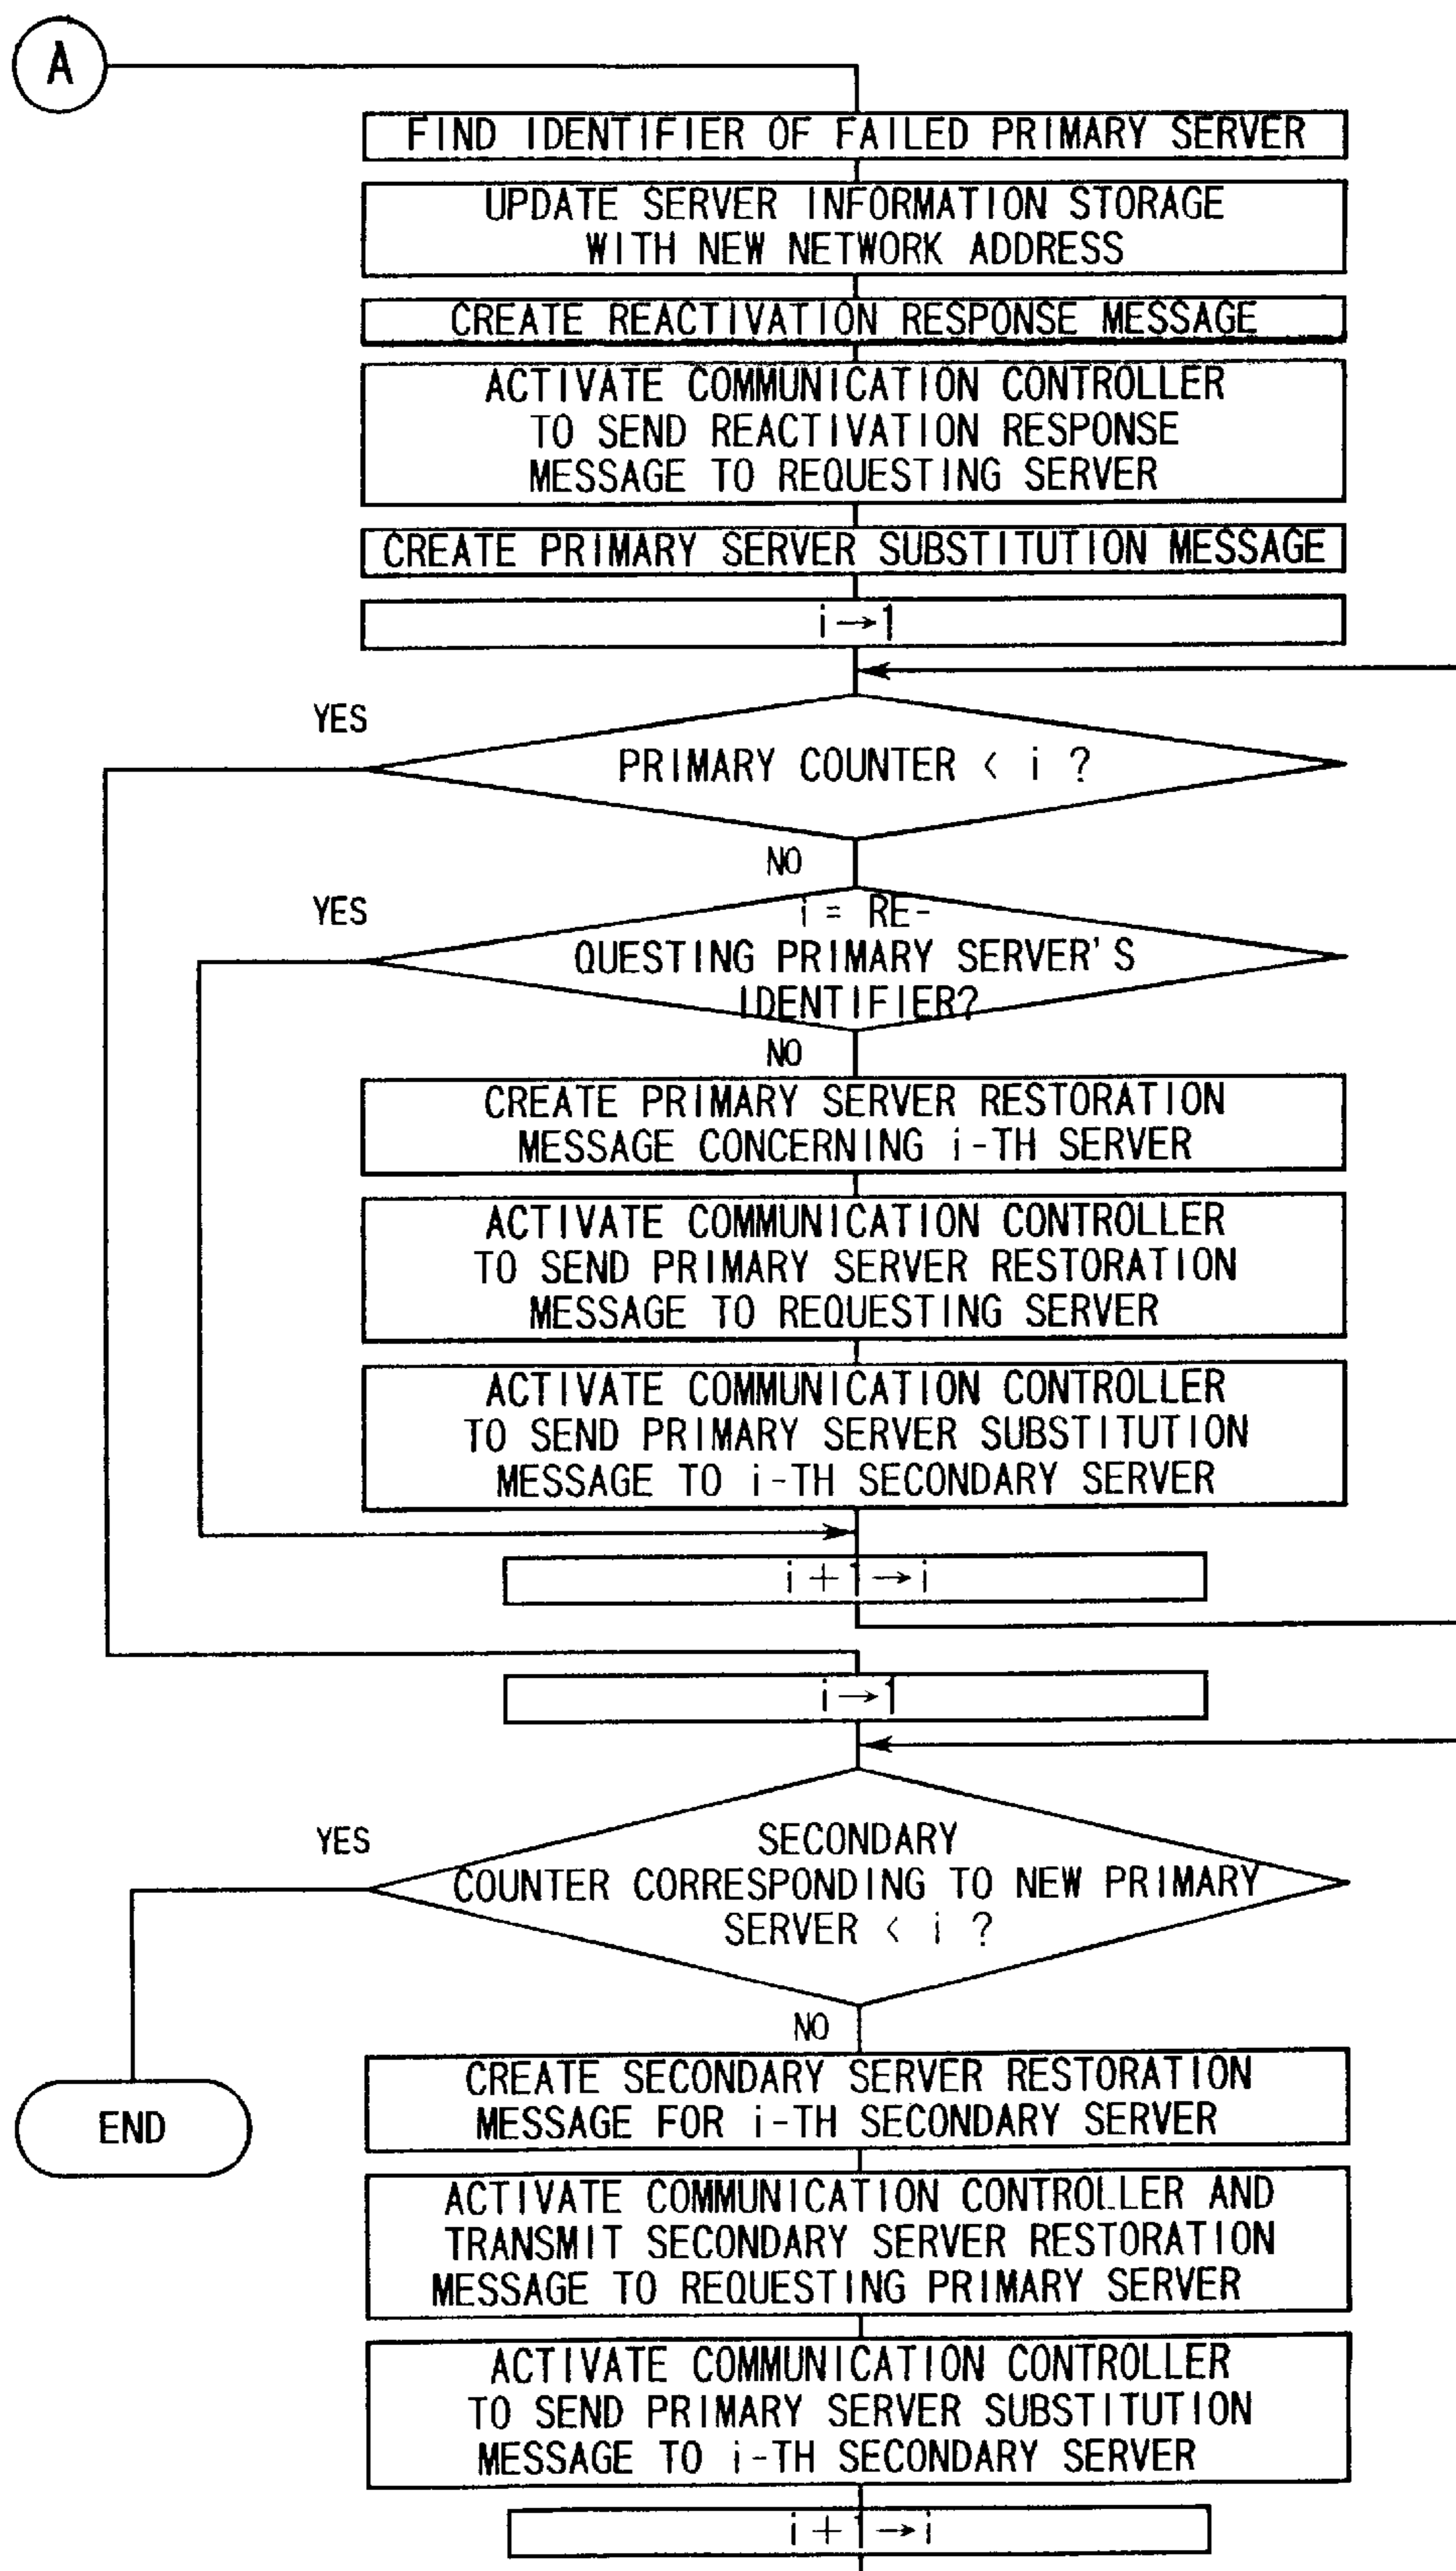 A
FIND IDENTIFIER OF FAILED PRIMARY SERVER
UPDATE SERVER INFORMATION STORAGE
WITH NEW NETWORK ADDRESS
CREATE REACTIVATION RESPONSE MESSAGE
ACTIVATE COMMUNICATION CONTROLLER
TO SEND REACTIVATION RESPONSE
MESSAGE TO REQUESTING SERVER
CREATE PRIMARY SERVER SUBSTITUTION MESSAGE
i→1
YES
PRIMARY COUNTER < i ?
NO
YES
i = RE-
QUESTING PRIMARY SERVER'S
IDENTIFIER?
NO
CREATE PRIMARY SERVER RESTORATION
MESSAGE CONCERNING i-TH SERVER
ACTIVATE COMMUNICATION CONTROLLER
TO SEND PRIMARY SERVER RESTORATION
MESSAGE TO REQUESTING SERVER
ACTIVATE COMMUNICATION CONTROLLER
TO SEND PRIMARY SERVER SUBSTITUTION
MESSAGE TO i-TH SECONDARY SERVER
i + 1 → i
i→1
YES
SECONDARY
COUNTER CORRESPONDING TO NEW PRIMARY
SERVER < i ?
NO
CREATE SECONDARY SERVER RESTORATION
MESSAGE FOR i-TH SECONDARY SERVER
END
ACTIVATE COMMUNICATION CONTROLLER AND
TRANSMIT SECONDARY SERVER RESTORATION
MESSAGE TO REQUESTING PRIMARY SERVER
ACTIVATE COMMUNICATION CONTROLLER
TO SEND PRIMARY SERVER SUBSTITUTION
MESSAGE TO i-TH SECONDARY SERVER
i + 1 → i